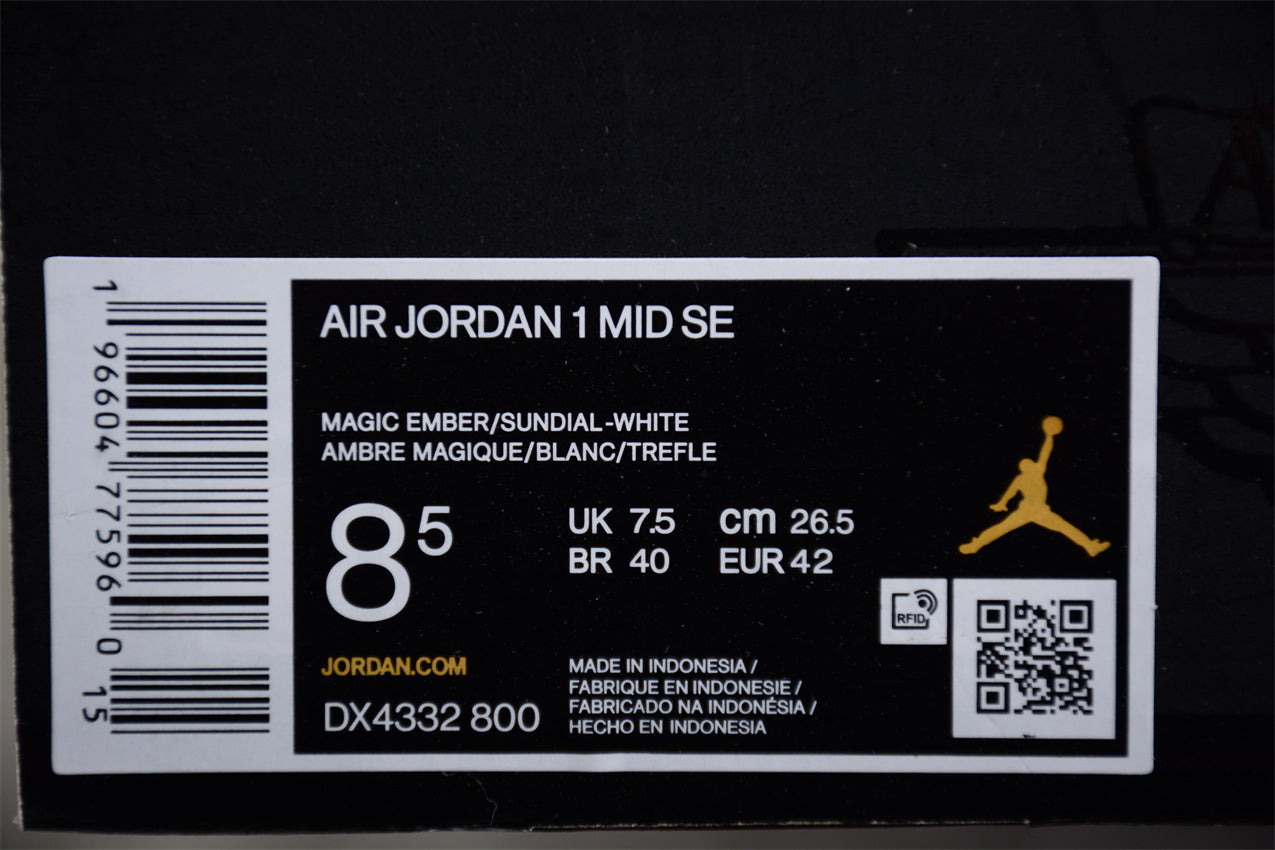 AIR JORDAN 1 MID SE
MAGIC EMBER/SUNDIAL-WHITE
AMBRE MAGIQUE/BLANC/TREFLE
8 5
UK 7.5 cm 26.5
BR 40 EUR 42
RFID
JORDAN.COM
DX4332 800
MADE IN INDONESIA /
FABRIQUE EN INDONESIE /
FABRICADO NA INDONÉSIA /
HECHO EN INDONESIA
1 96604 77596 0 15